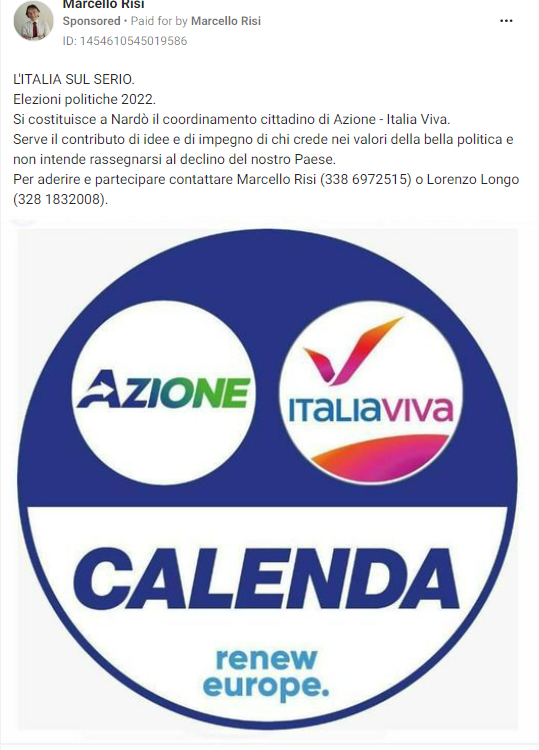 Marcello Risi
Sponsored • Paid for by Marcello Risi
ID: 1454610545019586
L'ITALIA SUL SERIO.
Elezioni politiche 2022.
Si costituisce a Nardò il coordinamento cittadino di Azione - Italia Viva.
Serve il contributo di idee e di impegno di chi crede nei valori della bella politica e
non intende rassegnarsi al declino del nostro Paese.
Per aderire e partecipare contattare Marcello Risi (338 6972515) o Lorenzo Longo
(328 1832008).
AZIONE
ITALIAVIVA
CALENDA
renew
europe.